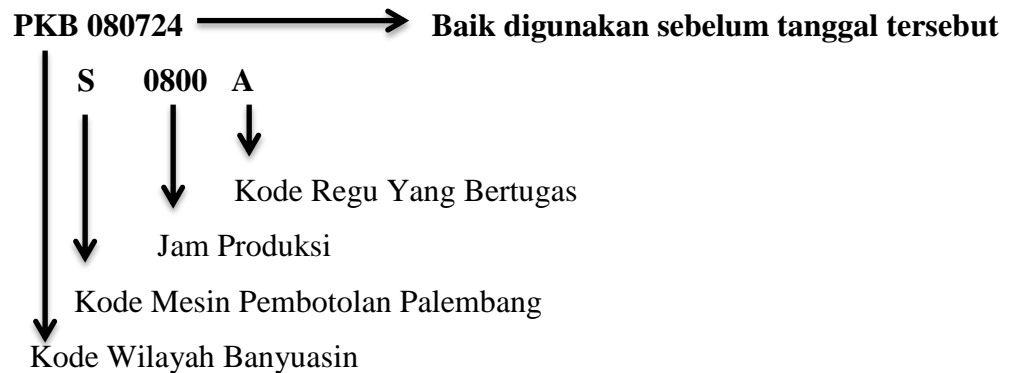 PKB 080724 Baik digunakan sebelum tanggal tersebut
S 0800 A
Kode Regu Yang Bertugas
Jam Produksi
Kode Mesin Pembotolan Palembang
Kode Wilayah Banyuasin